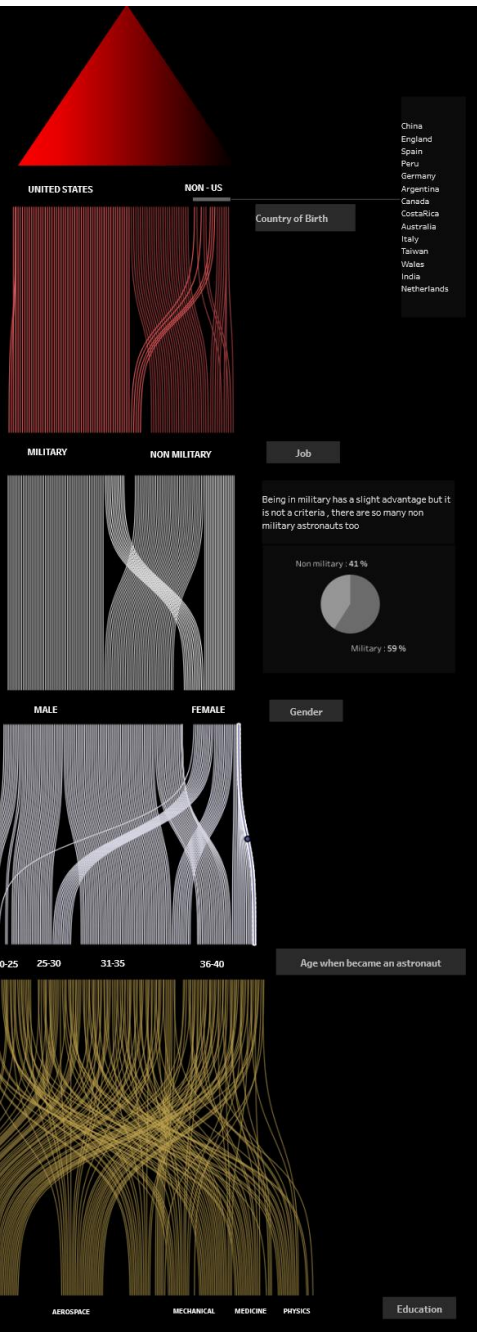 China
England
Spain
Peru
Germany
Argentina
Canada
CostaRica
Australia
Italy
Taiwan
Wales
India
Netherlands
UNITED STATES
NON - US
Country of Birth
MILITARY
NON MILITARY
Job
Being in military has a slight advantage but it
is not a criteria , there are so many non
military astronauts too
Non military : 41 %
Military : 59 %
MALE
FEMALE
Gender
0-25
25-30
31-35
36-40
Age when became an astronaut
AEROSPACE
MECHANICAL
MEDICINE
PHYSICS
Education